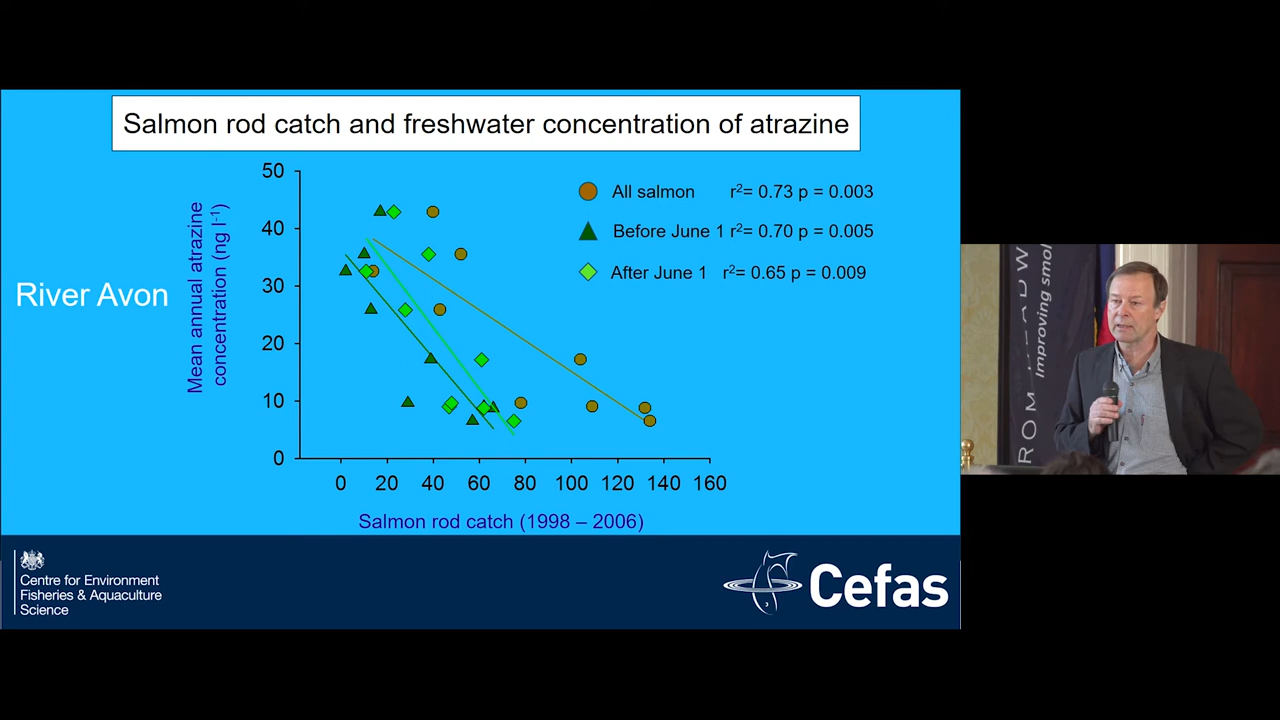 Salmon rod catch and freshwater concentration of atrazine
River Avon
Mean annual atrazine
concentration (ng l-1)
50
40
30
20
10
0
0 20 40 60 80 100 120 140 160
Salmon rod catch (1998 – 2006)
All salmon r2= 0.73 p = 0.003
Before June 1 r2= 0.70 p = 0.005
After June 1 r2= 0.65 p = 0.009
Centre for Environment
Fisheries & Aquaculture
Science
Cefas
Improving smol